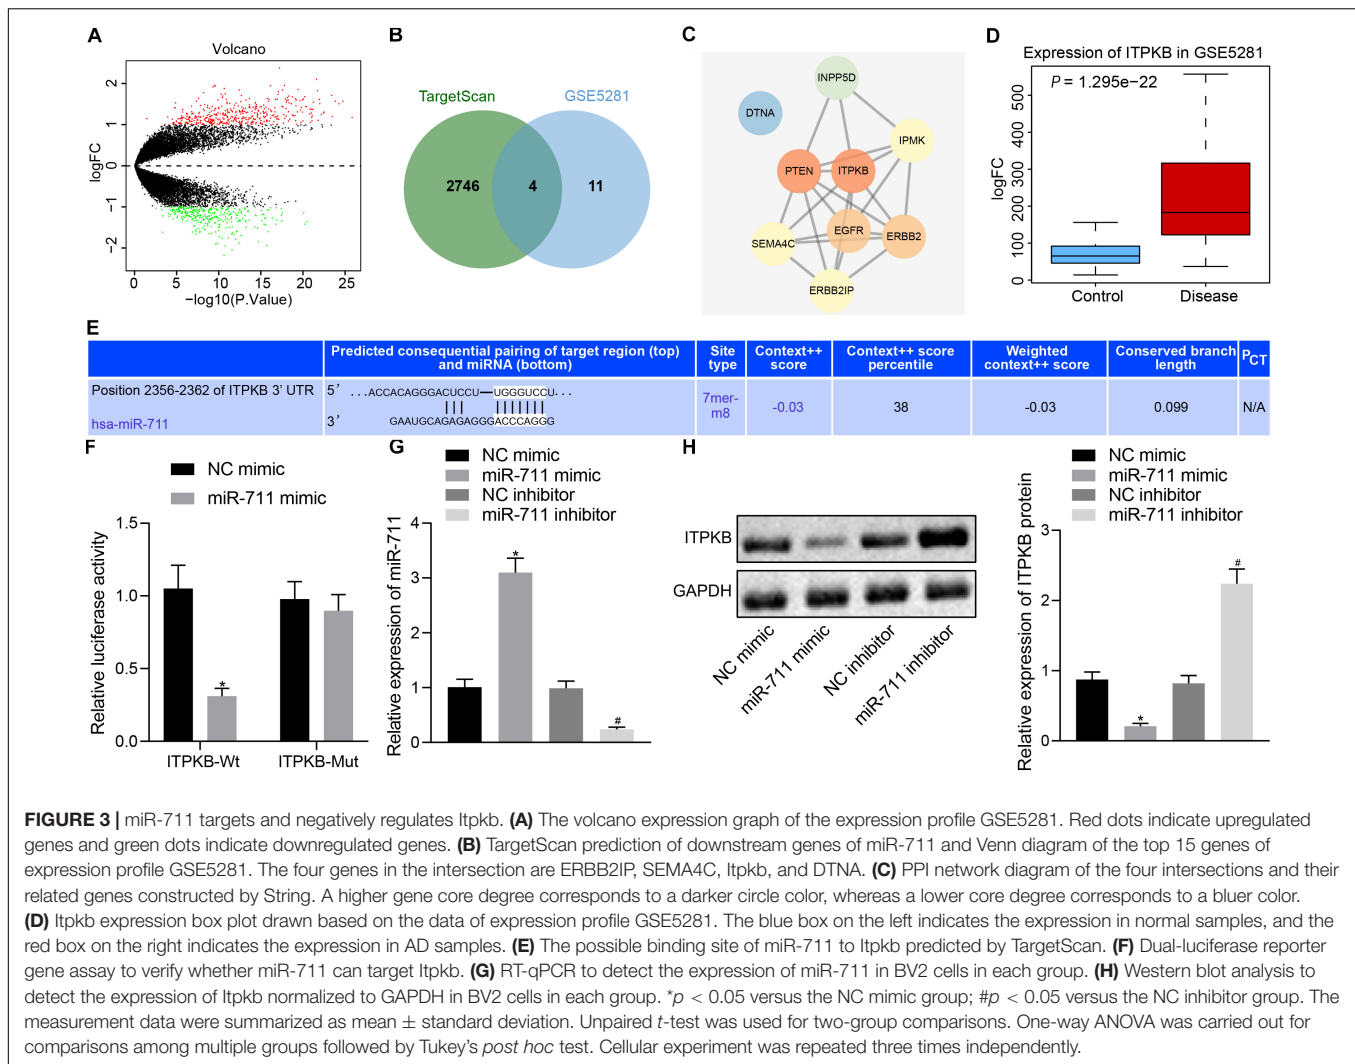 A
Volcano
logFC
2
1
0
−1
−2
0
5
10
15
20
25
−log10(P.Value)
B
TargetScan
GSE5281
2746
4
11
C
INPP5D
DTNA
IPMK
PTEN
ITPKB
SEMA4C
EGFR
ERBB2
ERBB2IP
D
Expression of ITPKB in GSE5281
P = 1.295e−22
logFC
500
400
300
200
100
0
Control
Disease
E
Predicted consequential pairing of target region (top)
and miRNA (bottom)
Site
type
Context++
score
Context++ score
percentile
Weighted
context++ score
Conserved branch
length
PCT
Position 2356-2362 of ITPKB 3' UTR
5' ...ACCACAGGGACUCCU—UGGGUCCU...
hsa-miR-711
3' GAAUGCAGAGAGGGACCCAGGG
7mer-
m8
-0.03
38
-0.03
0.099
N/A
F
NC mimic
miR-711 mimic
Relative luciferase activity
1.5
1.0
0.5
0.0
*
ITPKB-Wt
ITPKB-Mut
G
NC mimic
miR-711 mimic
NC inhibitor
miR-711 inhibitor
Relative expression of miR-711
4
3
2
1
0
*
#
H
ITPKB
GAPDH
NC mimic
miR-711 mimic
NC inhibitor
miR-711 inhibitor
NC mimic
miR-711 mimic
NC inhibitor
miR-711 inhibitor
Relative expression of ITPKB protein
3
2
1
0
*
#
FIGURE 3 | miR-711 targets and negatively regulates Itpkb. (A) The volcano expression graph of the expression profile GSE5281. Red dots indicate upregulated
genes and green dots indicate downregulated genes. (B) TargetScan prediction of downstream genes of miR-711 and Venn diagram of the top 15 genes of
expression profile GSE5281. The four genes in the intersection are ERBB2IP, SEMA4C, Itpkb, and DTNA. (C) PPI network diagram of the four intersections and their
related genes constructed by String. A higher gene core degree corresponds to a darker circle color, whereas a lower core degree corresponds to a bluer color.
(D) Itpkb expression box plot drawn based on the data of expression profile GSE5281. The blue box on the left indicates the expression in normal samples, and the
red box on the right indicates the expression in AD samples. (E) The possible binding site of miR-711 to Itpkb predicted by TargetScan. (F) Dual-luciferase reporter
gene assay to verify whether miR-711 can target Itpkb. (G) RT-qPCR to detect the expression of miR-711 in BV2 cells in each group. (H) Western blot analysis to
detect the expression of Itpkb normalized to GAPDH in BV2 cells in each group. *p < 0.05 versus the NC mimic group; #p < 0.05 versus the NC inhibitor group. The
measurement data were summarized as mean ± standard deviation. Unpaired t-test was used for two-group comparisons. One-way ANOVA was carried out for
comparisons among multiple groups followed by Tukey's post hoc test. Cellular experiment was repeated three times independently.